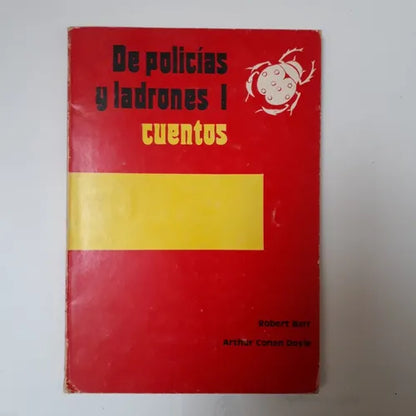 De policías
y ladrones I
cuentos
Robert Barr
Arthur Conan Doyle